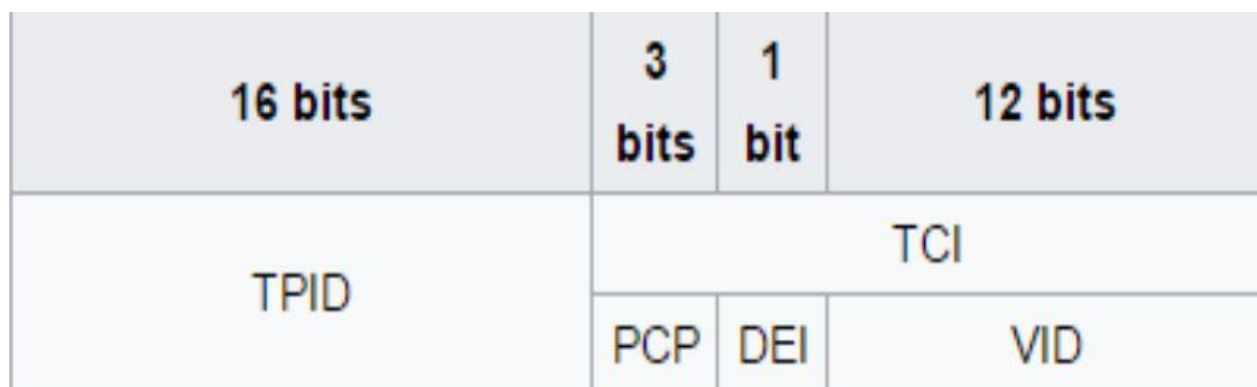 16 bits
3 bits
1 bit
12 bits
TPID
TCI
PCP
DEI
VID